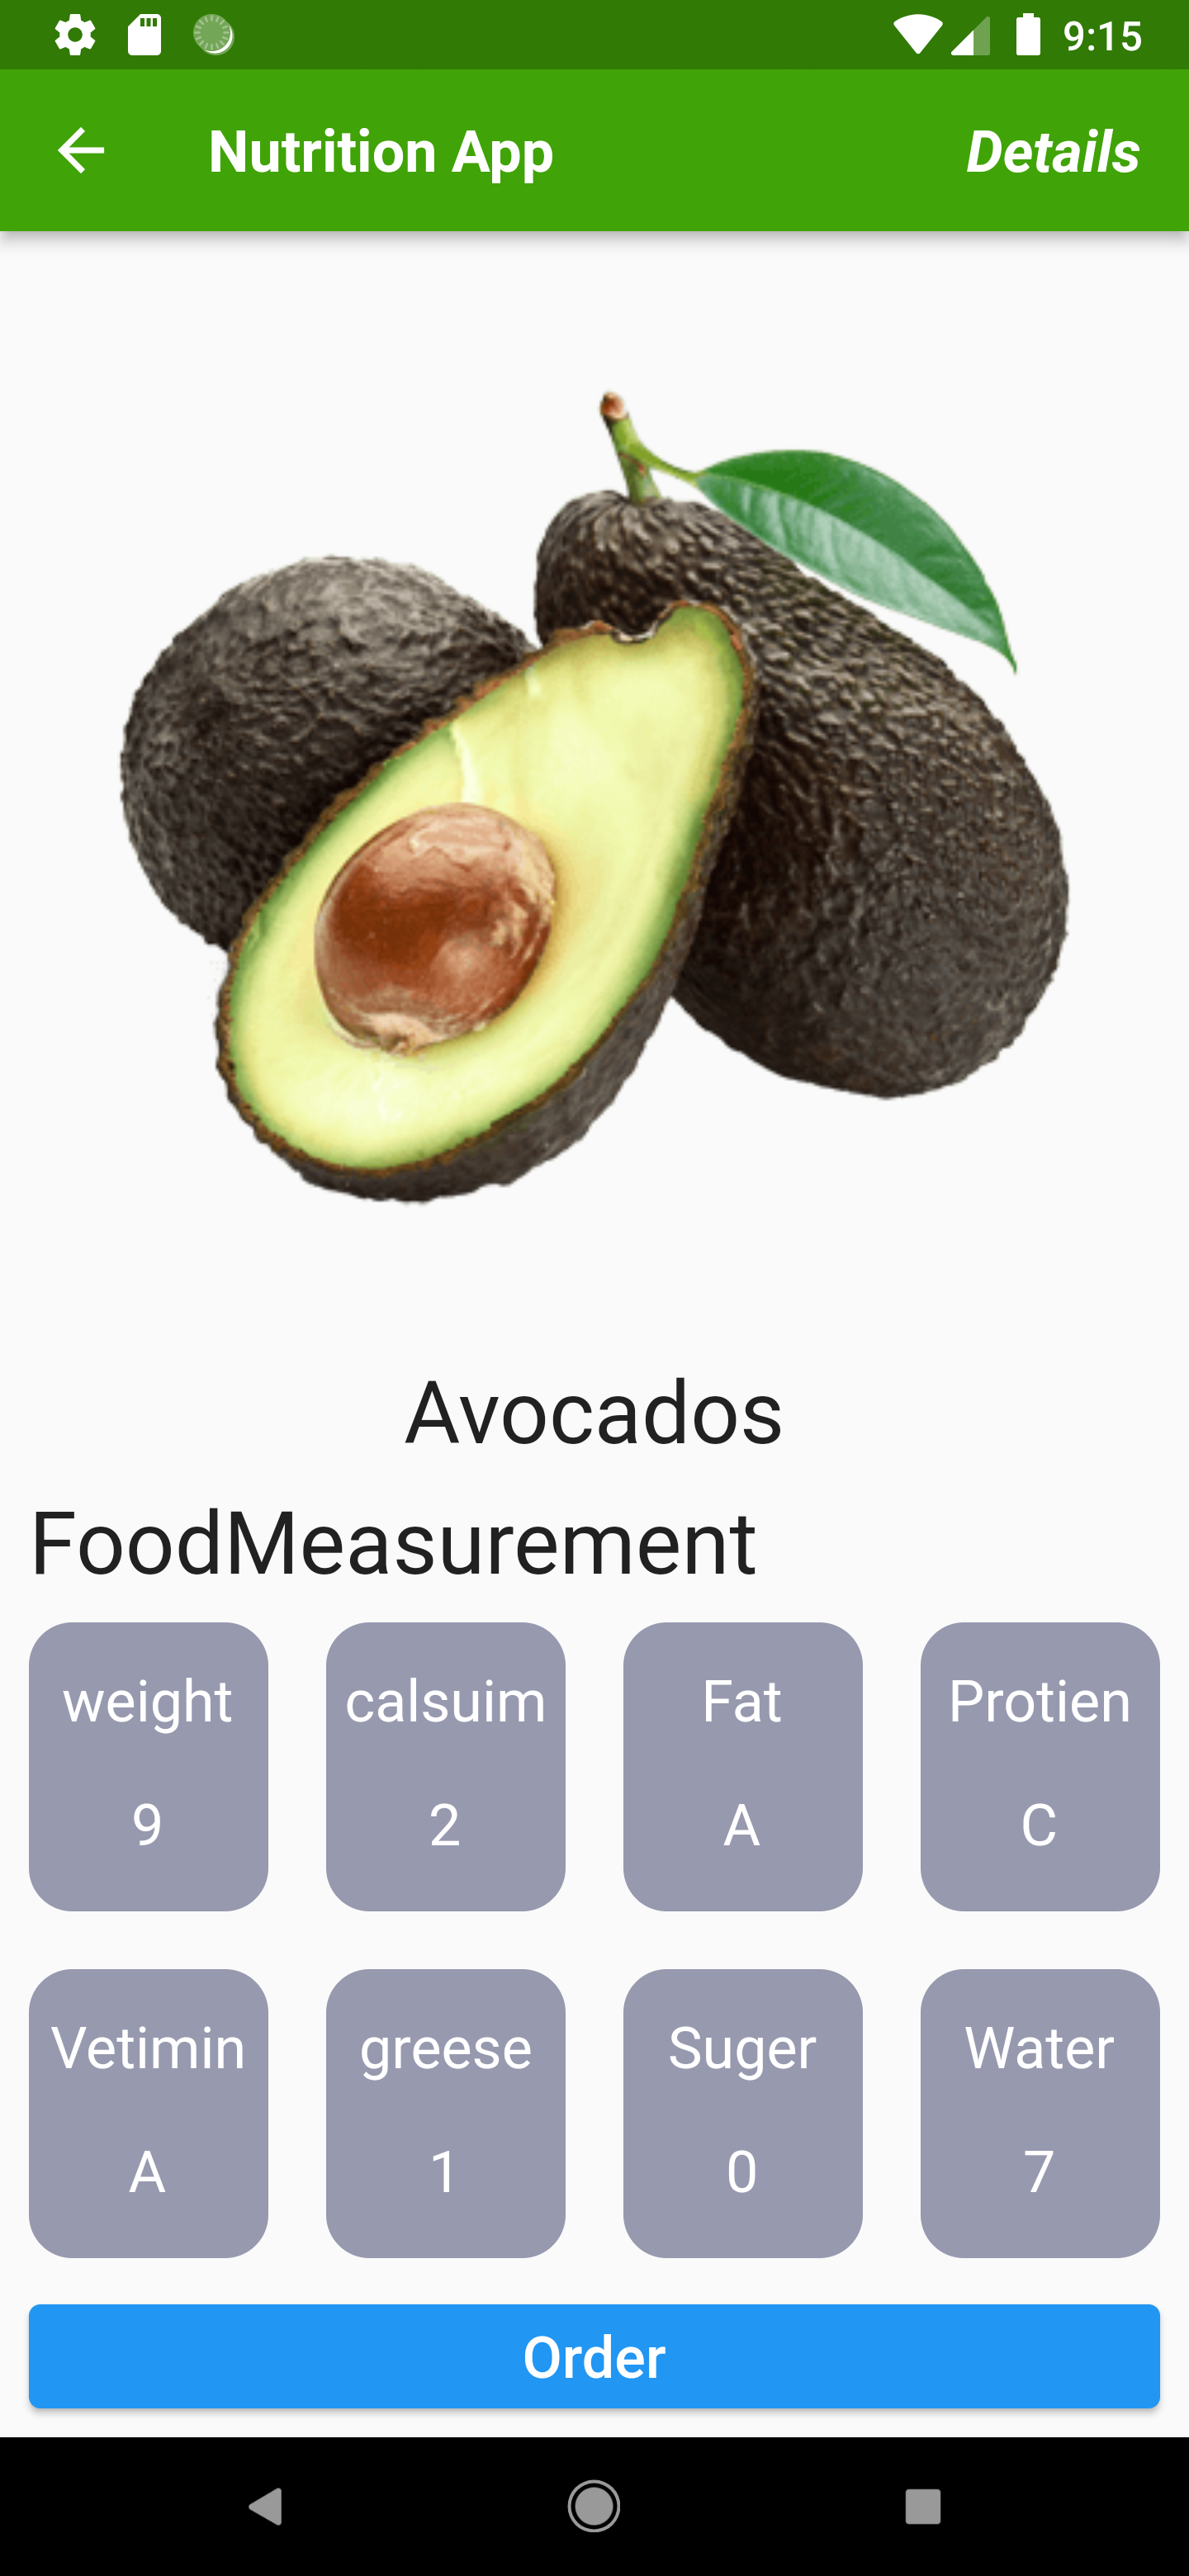 9:15
Nutrition App Details
Avocados
FoodMeasurement
weight calsuim Fat Protien
9 2 A C
Vetimin greese Suger Water
A 1 0 7
Order